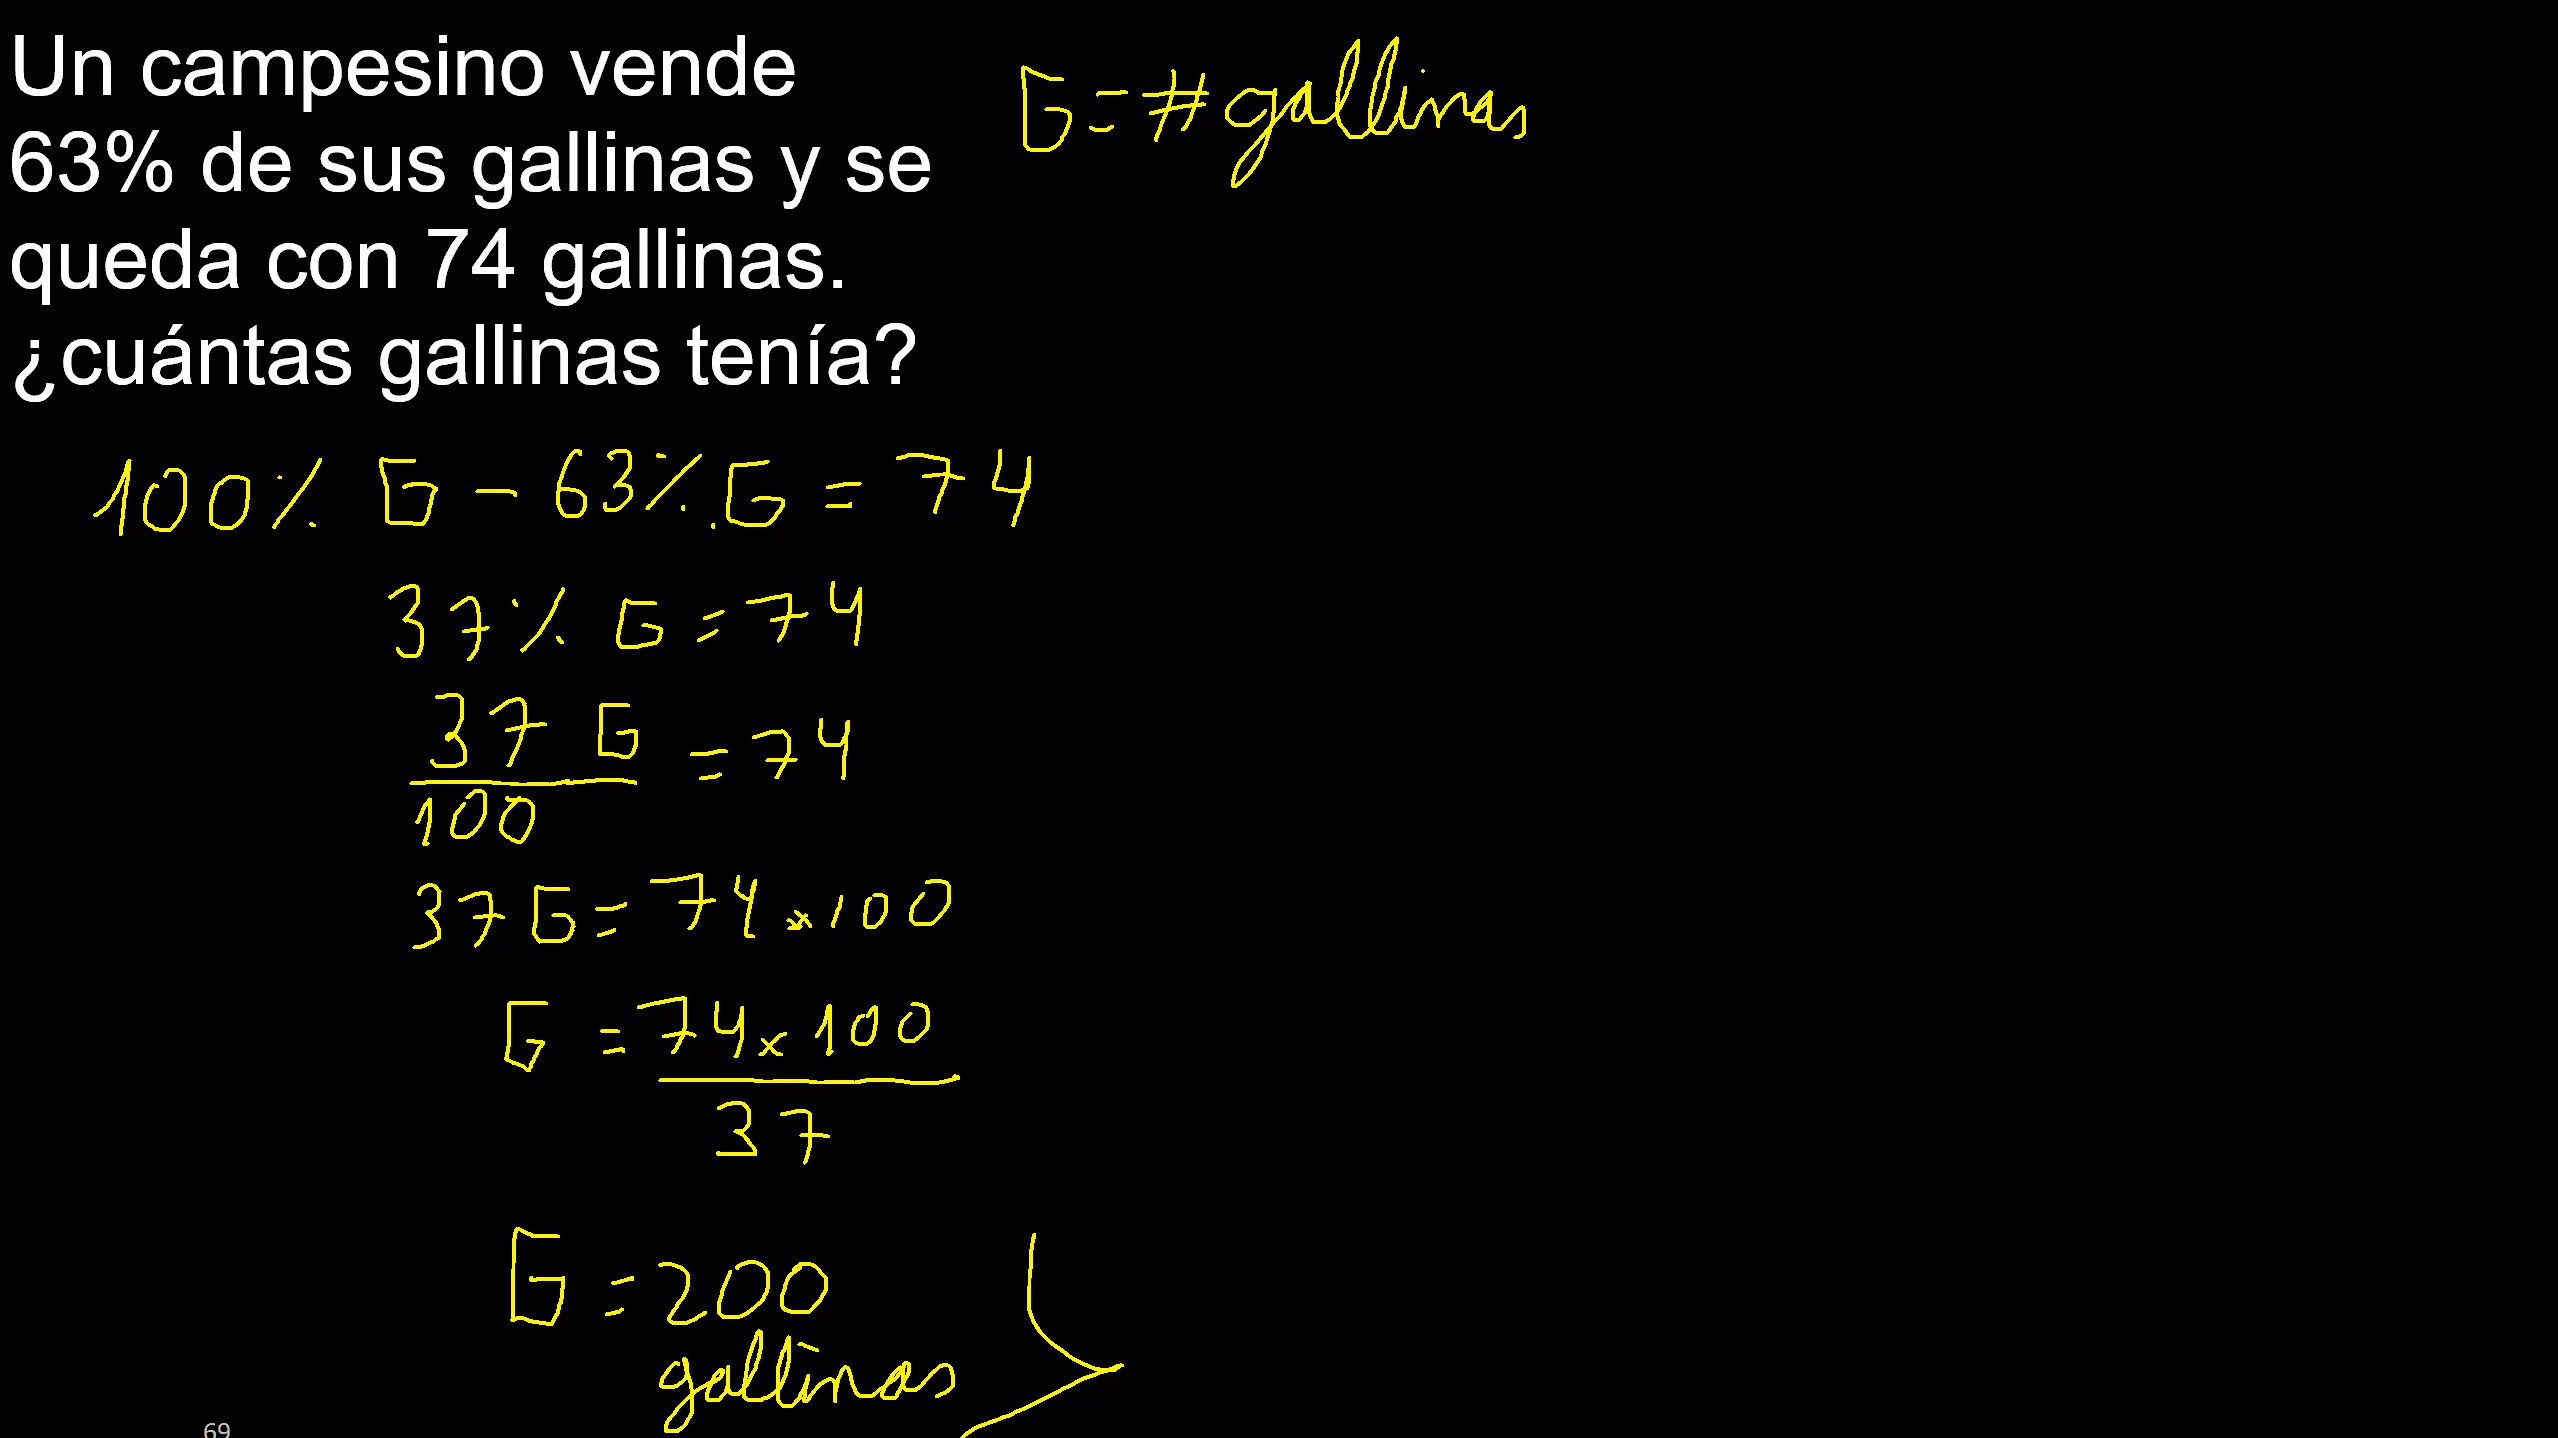 Un campesino vende
63% de sus gallinas y se
queda con 74 gallinas.
¿cuántas gallinas tenía?
G = # gallinas
100% G - 63% . G = 74
37% G = 74
37 G = 74
100
37 G = 74 × 100
G = 74 × 100
37
G = 200
gallinas
69